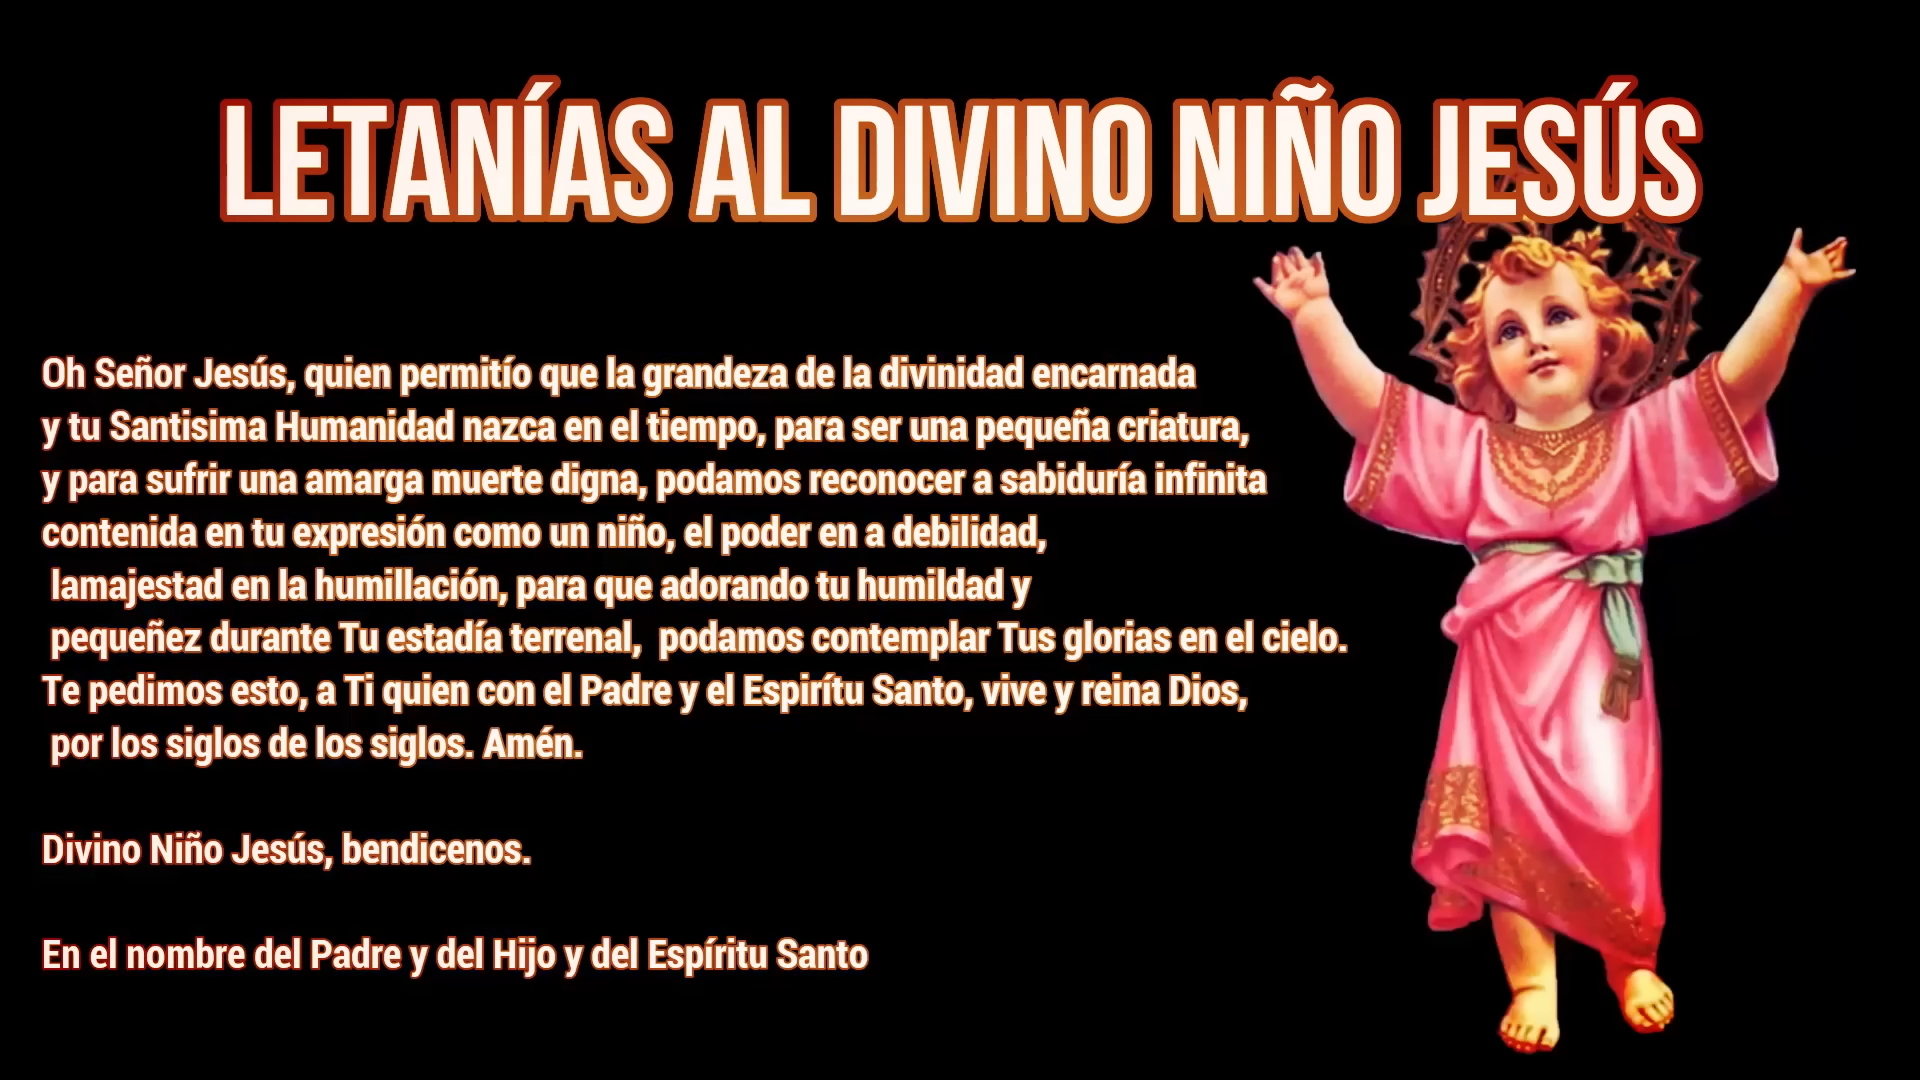 LETANÍAS AL DIVINO NIÑO JESÚS
Oh Señor Jesús, quien permitío que la grandeza de la divinidad encarnada
y tu Santisima Humanidad nazca en el tiempo, para ser una pequeña criatura,
y para sufrir una amarga muerte digna, podamos reconocer a sabiduría infinita
contenida en tu expresión como un niño, el poder en a debilidad,
lamajestad en la humillación, para que adorando tu humildad y
pequeñez durante Tu estadía terrenal, podamos contemplar Tus glorias en el cielo.
Te pedimos esto, a Ti quien con el Padre y el Espirítu Santo, vive y reina Dios,
por los siglos de los siglos. Amén.
Divino Niño Jesús, bendicenos.
En el nombre del Padre y del Hijo y del Espíritu Santo